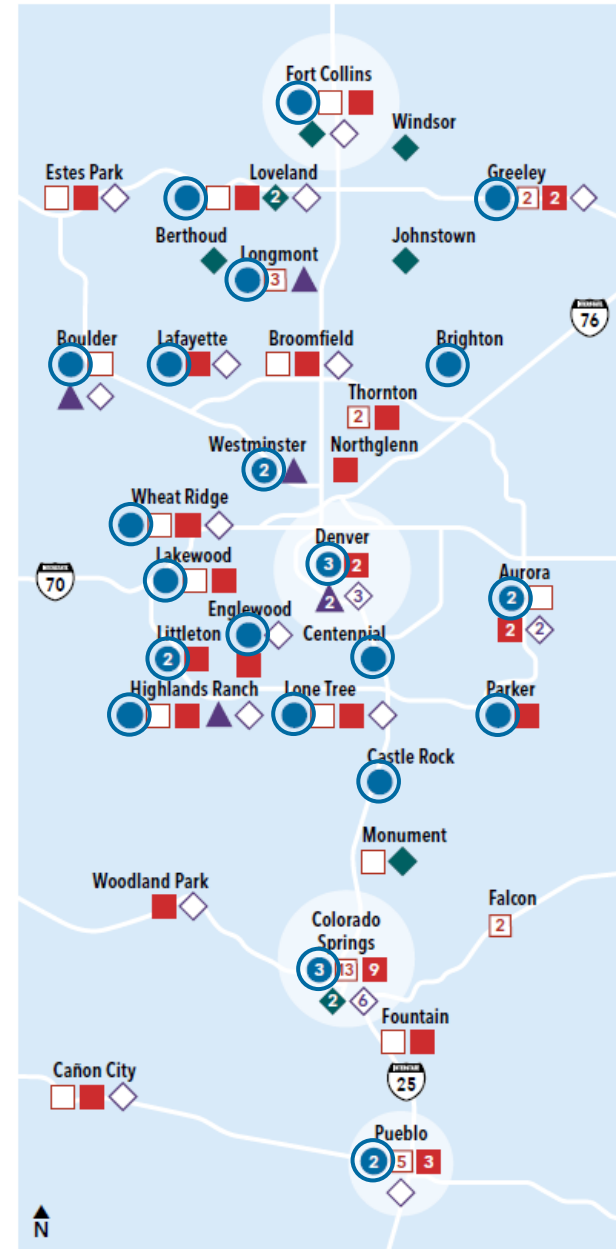 Fort Collins
Windsor
Estes Park
Loveland
2
Greeley
2 2
Berthoud
Longmont
3
Johnstown
INTERSTATE
76
Boulder
Lafayette
Broomfield
Brighton
Thornton
2
Westminster
2
Northglenn
Wheat Ridge
Denver
3 2
2 3
Lakewood
INTERSTATE
70
Aurora
2
2 2
Englewood
Littleton
2
Centennial
Highlands Ranch
Lone Tree
Parker
Castle Rock
Monument
Woodland Park
Falcon
2
Colorado
Springs
3 13 9
2 6
Fountain
INTERSTATE
25
Cañon City
Pueblo
2 5 3
N